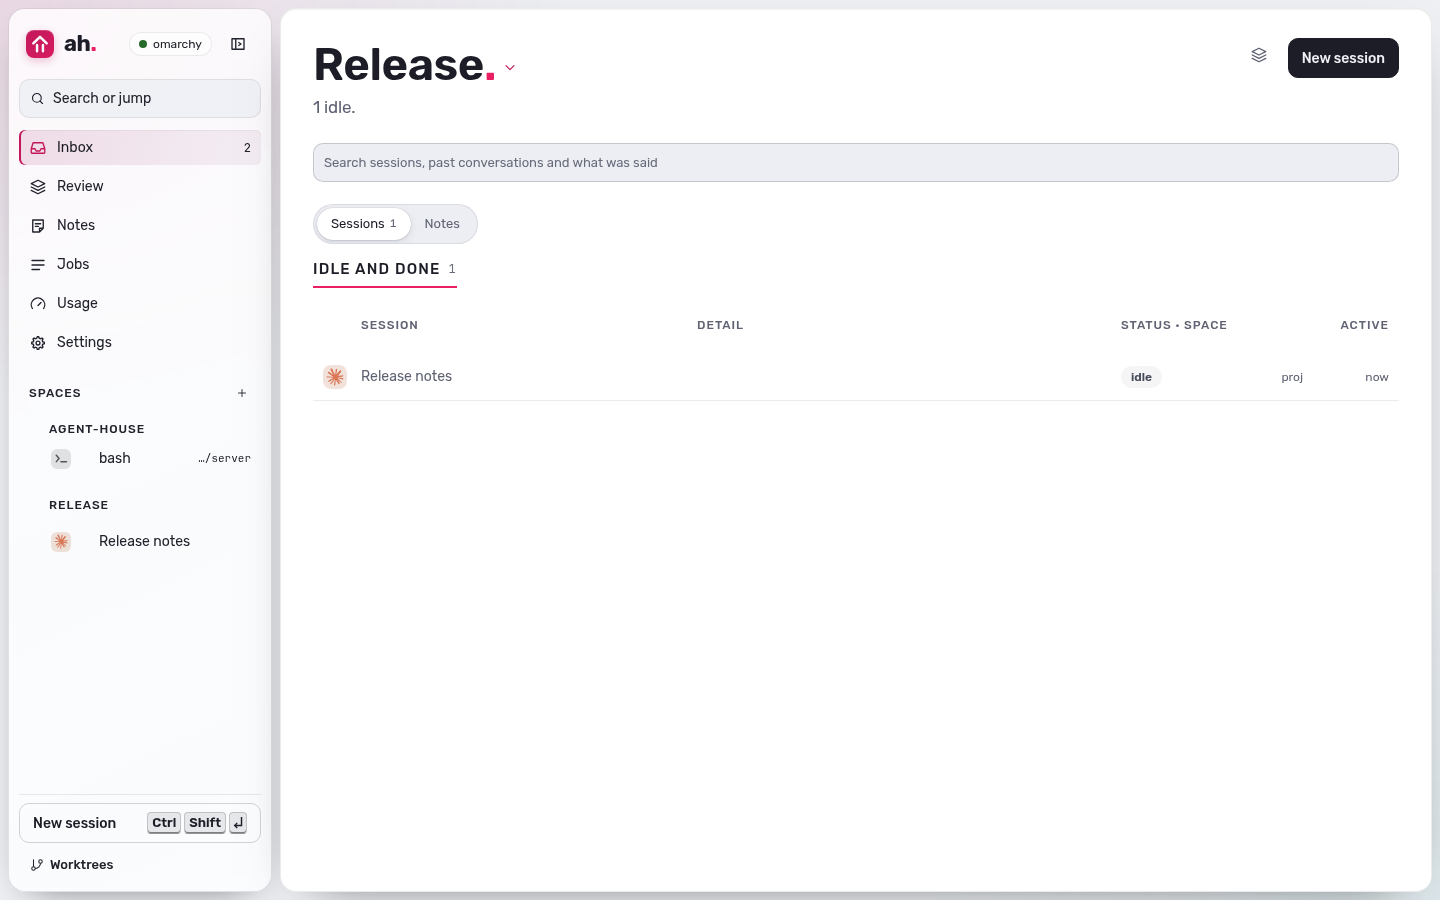 ah.
omarchy
Search or jump
Inbox 2
Review
Notes
Jobs
Usage
Settings
SPACES +
AGENT-HOUSE
bash …/server
RELEASE
Release notes
New session Ctrl Shift ↲
Worktrees
Release.
New session
1 idle.
Search sessions, past conversations and what was said
Sessions 1 Notes
IDLE AND DONE 1
SESSION DETAIL STATUS · SPACE ACTIVE
Release notes idle proj now